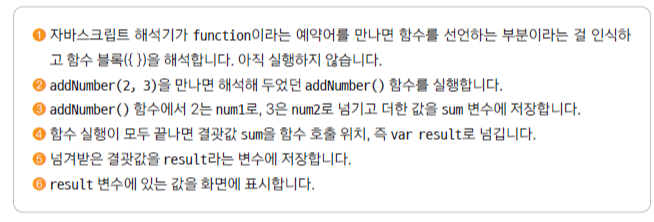 ❶ 자바스크립트 해석기가 function이라는 예약어를 만나면 함수를 선언하는 부분이라는 걸 인식하
고 함수 블록({ })을 해석합니다. 아직 실행하지 않습니다.
❷ addNumber(2, 3)을 만나면 해석해 두었던 addNumber() 함수를 실행합니다.
❸ addNumber() 함수에서 2는 num1로, 3은 num2로 넘기고 더한 값을 sum 변수에 저장합니다.
❹ 함수 실행이 모두 끝나면 결괏값 sum을 함수 호출 위치, 즉 var result로 넘깁니다.
❺ 넘겨받은 결괏값을 result라는 변수에 저장합니다.
❻ result 변수에 있는 값을 화면에 표시합니다.